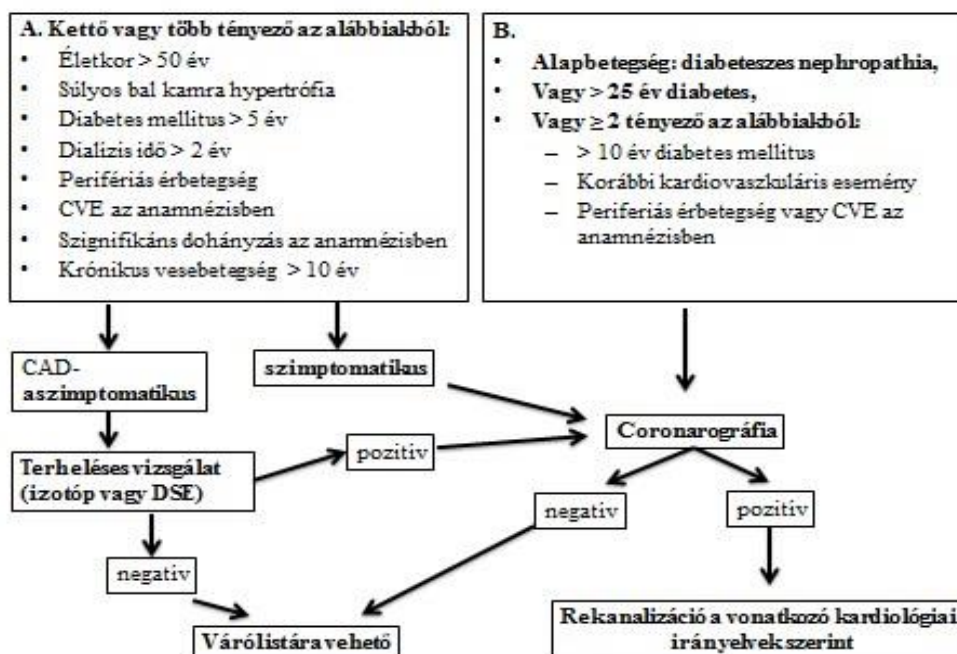 A. Kettő vagy több tényező az alábbiakból:
• Életkor > 50 év
• Súlyos bal kamra hypertrófia
• Diabetes mellitus > 5 év
• Dialízis idő > 2 év
• Perifériás érbetegség
• CVE az anamnézisben
• Szignifikáns dohányzás az anamnézisben
• Krónikus vesebetegség > 10 év
B.
• Alapbetegség: diabeteszes nephropathia,
• Vagy > 25 év diabetes,
• Vagy ≥ 2 tényező az alábbiakból:
– > 10 év diabetes mellitus
– Korábbi kardiovaszkuláris esemény
– Periferiás érbetegség vagy CVE az
anamnézisben
CAD-
aszimptomatikus
szimptomatikus
Terheléses vizsgálat
(izotóp vagy DSE)
pozitív
Coronarográfia
negatív
pozitív
negatív
Várólistára vehető
Rekanalizáció a vonatkozó kardiológiai
irányelvek szerint